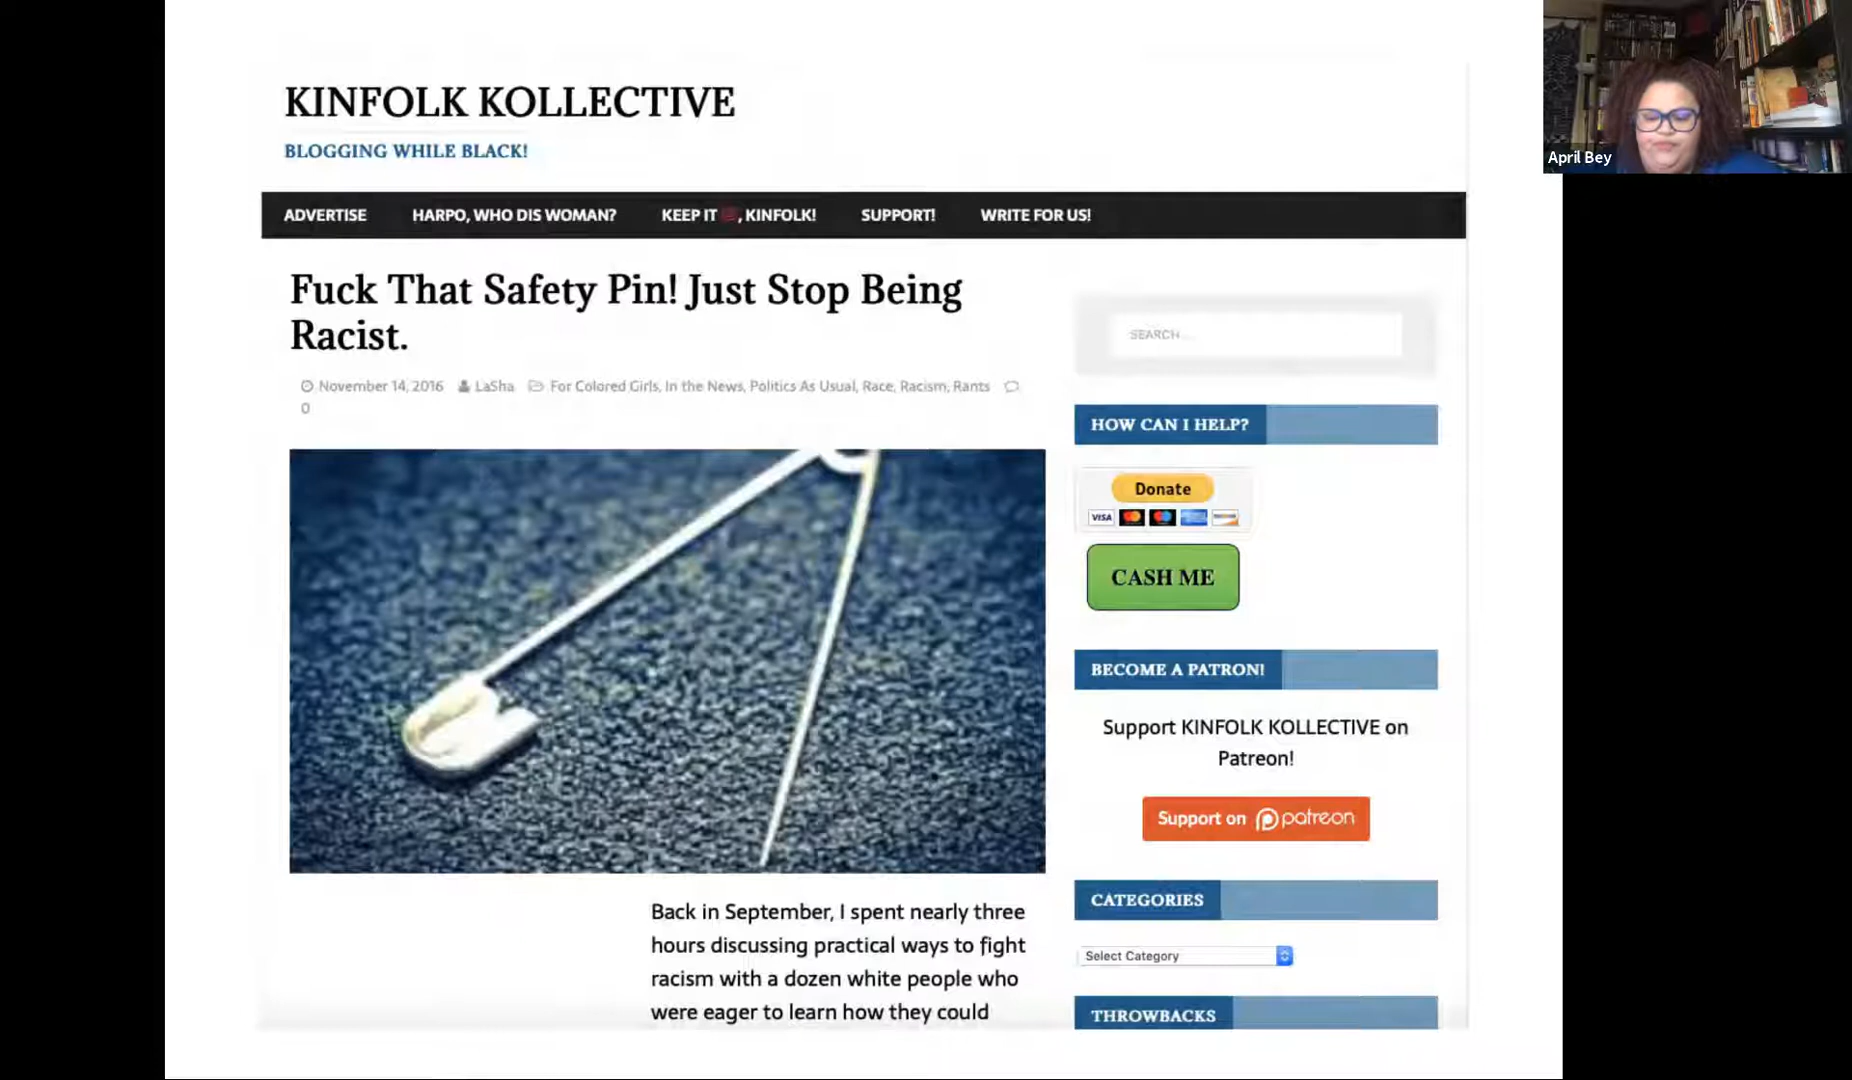 KINFOLK KOLLECTIVE
BLOGGING WHILE BLACK!
ADVERTISE HARPO, WHO DIS WOMAN? KEEP IT 💯, KINFOLK! SUPPORT! WRITE FOR US!
Fuck That Safety Pin! Just Stop Being
Racist.
November 14, 2016 LaSha For Colored Girls, In the News, Politics As Usual, Race, Racism, Rants
0
Back in September, I spent nearly three
hours discussing practical ways to fight
racism with a dozen white people who
were eager to learn how they could
SEARCH …
HOW CAN I HELP?
Donate
VISA
CASH ME
BECOME A PATRON!
Support KINFOLK KOLLECTIVE on
Patreon!
Support on patreon
CATEGORIES
Select Category
THROWBACKS
April Bey